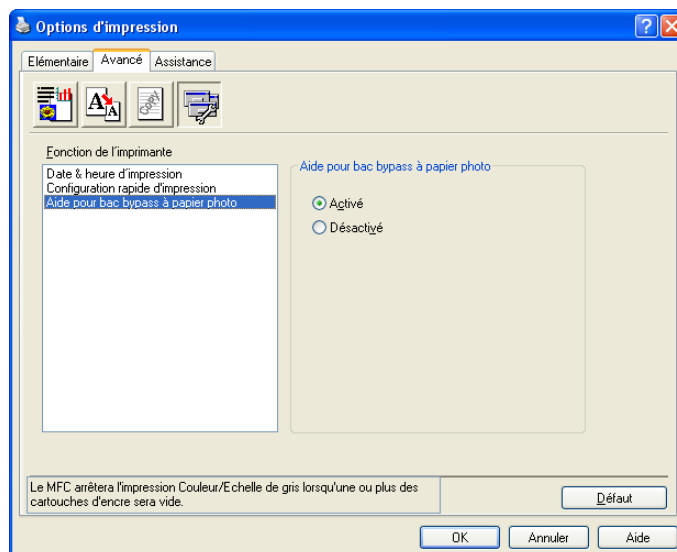 Options d'impression
Elémentaire Avancé Assistance
Fonction de l'imprimante
Date & heure d'impression
Configuration rapide d'impression
Aide pour bac bypass à papier photo
Aide pour bac bypass à papier photo
Activé
Désactivé
Le MFC arrêtera l'impression Couleur/Echelle de gris lorsqu'une ou plus des
cartouches d'encre sera vide.
Défaut
OK Annuler Aide